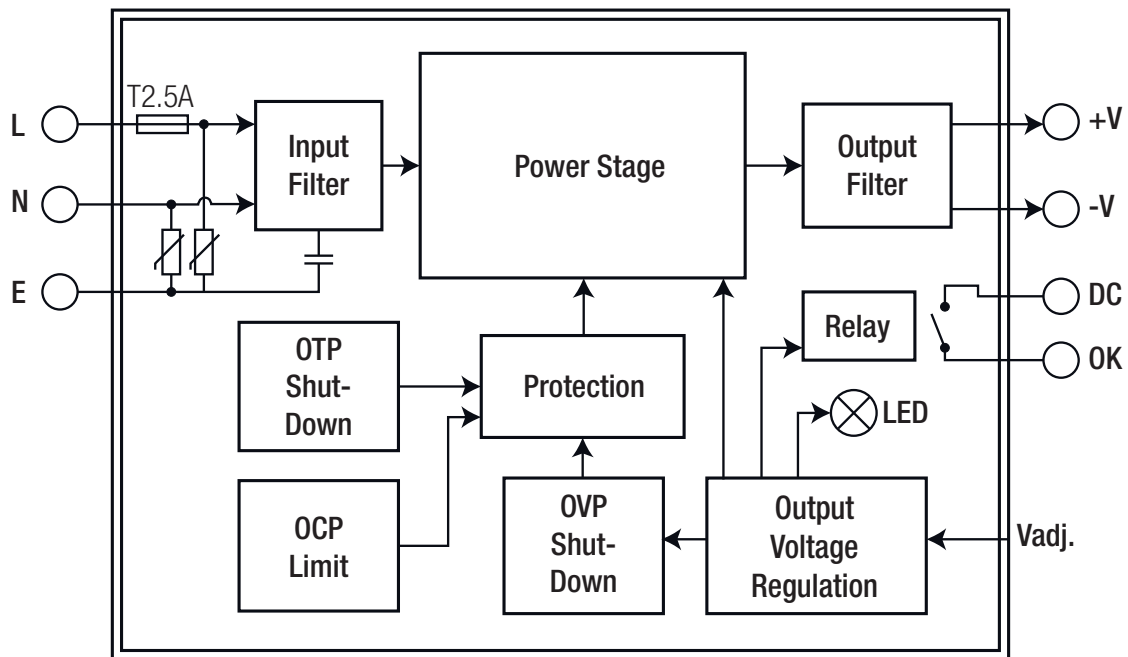 T2.5A
L
N
E
Input
Filter
Power Stage
Output
Filter
+V
-V
DC
OK
Relay
LED
OTP
Shut-
Down
Protection
OCP
Limit
OVP
Shut-
Down
Output
Voltage
Regulation
Vadj.